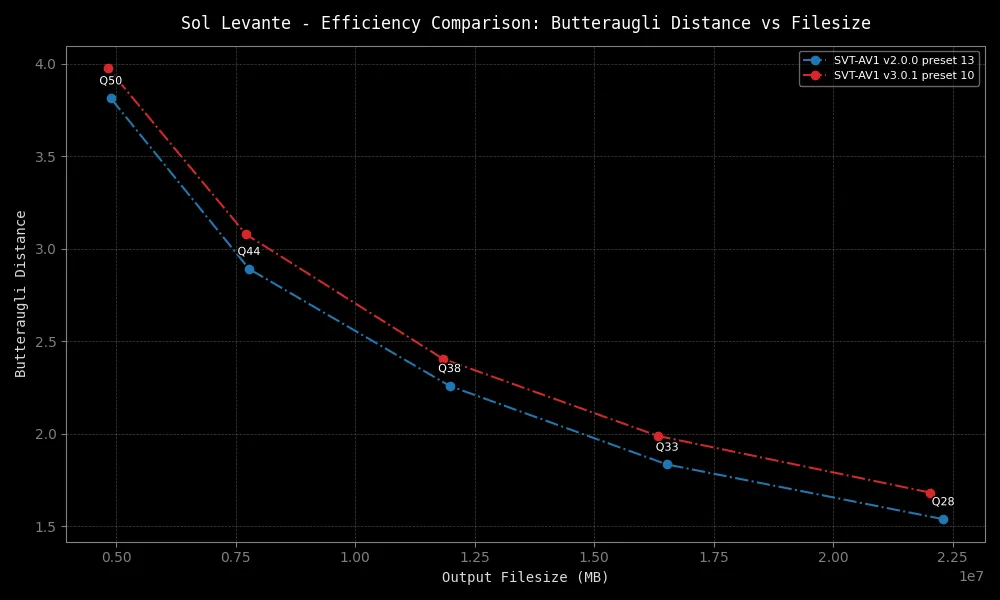 Sol Levante - Efficiency Comparison: Butteraugli Distance vs Filesize
SVT-AV1 v2.0.0 preset 13
SVT-AV1 v3.0.1 preset 10
Butteraugli Distance
4.0
3.5
3.0
2.5
2.0
1.5
Q50
Q44
Q38
Q33
Q28
0.50
0.75
1.00
1.25
1.50
1.75
2.00
2.25
1e7
Output Filesize (MB)